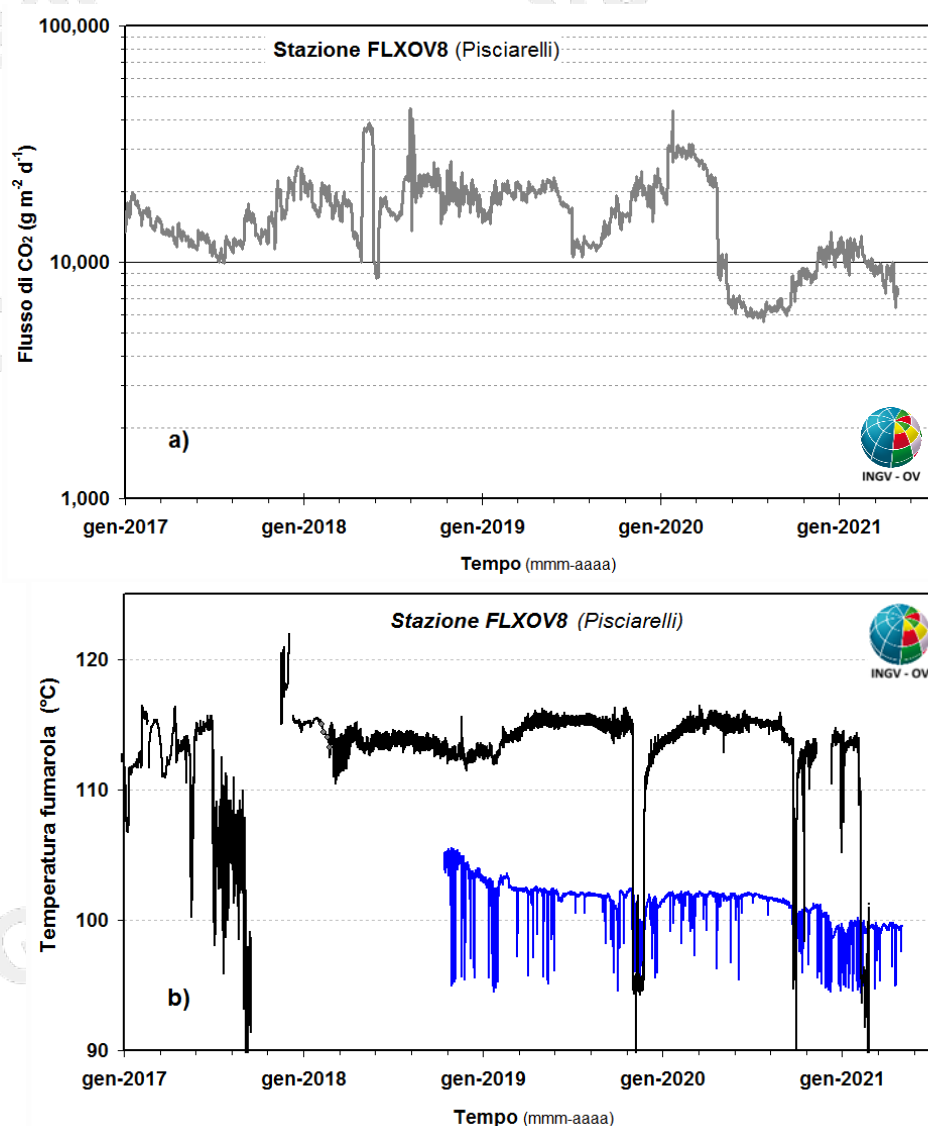 100,000
Stazione FLXOV8 (Pisciarelli)
Flusso di CO₂ (g m⁻² d⁻¹)
10,000
a)
INGV - OV
1,000
gen-2017 gen-2018 gen-2019 gen-2020 gen-2021
Tempo (mmm-aaaa)
Stazione FLXOV8 (Pisciarelli)
INGV - OV
120
Temperatura fumarola (°C)
110
100
b)
90
gen-2017 gen-2018 gen-2019 gen-2020 gen-2021
Tempo (mmm-aaaa)